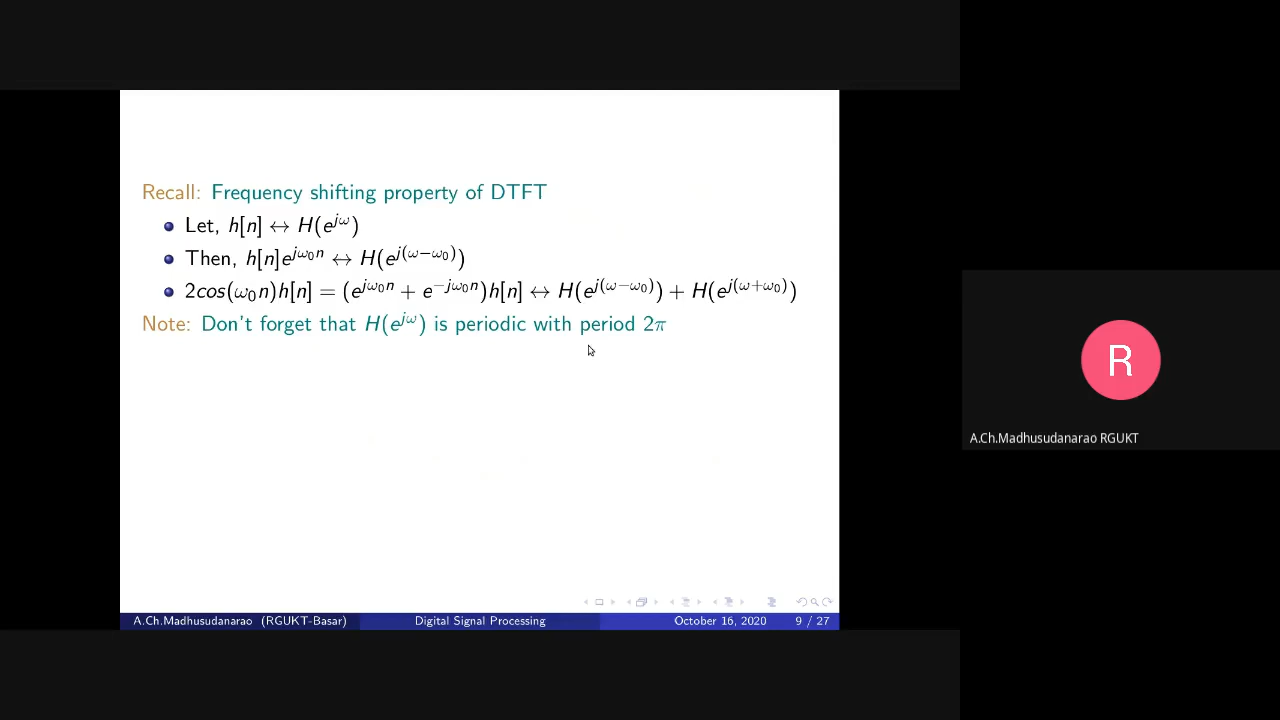 Recall: Frequency shifting property of DTFT
Let, h[n] ↔ H(e^{jω})
Then, h[n]e^{jω₀n} ↔ H(e^{j(ω−ω₀)})
2cos(ω₀n)h[n] = (e^{jω₀n} + e^{−jω₀n})h[n] ↔ H(e^{j(ω−ω₀)}) + H(e^{j(ω+ω₀)})
Note: Don't forget that H(e^{jω}) is periodic with period 2π
R
A.Ch.Madhusudanarao RGUKT
A.Ch.Madhusudanarao (RGUKT-Basar) Digital Signal Processing October 16, 2020 9 / 27